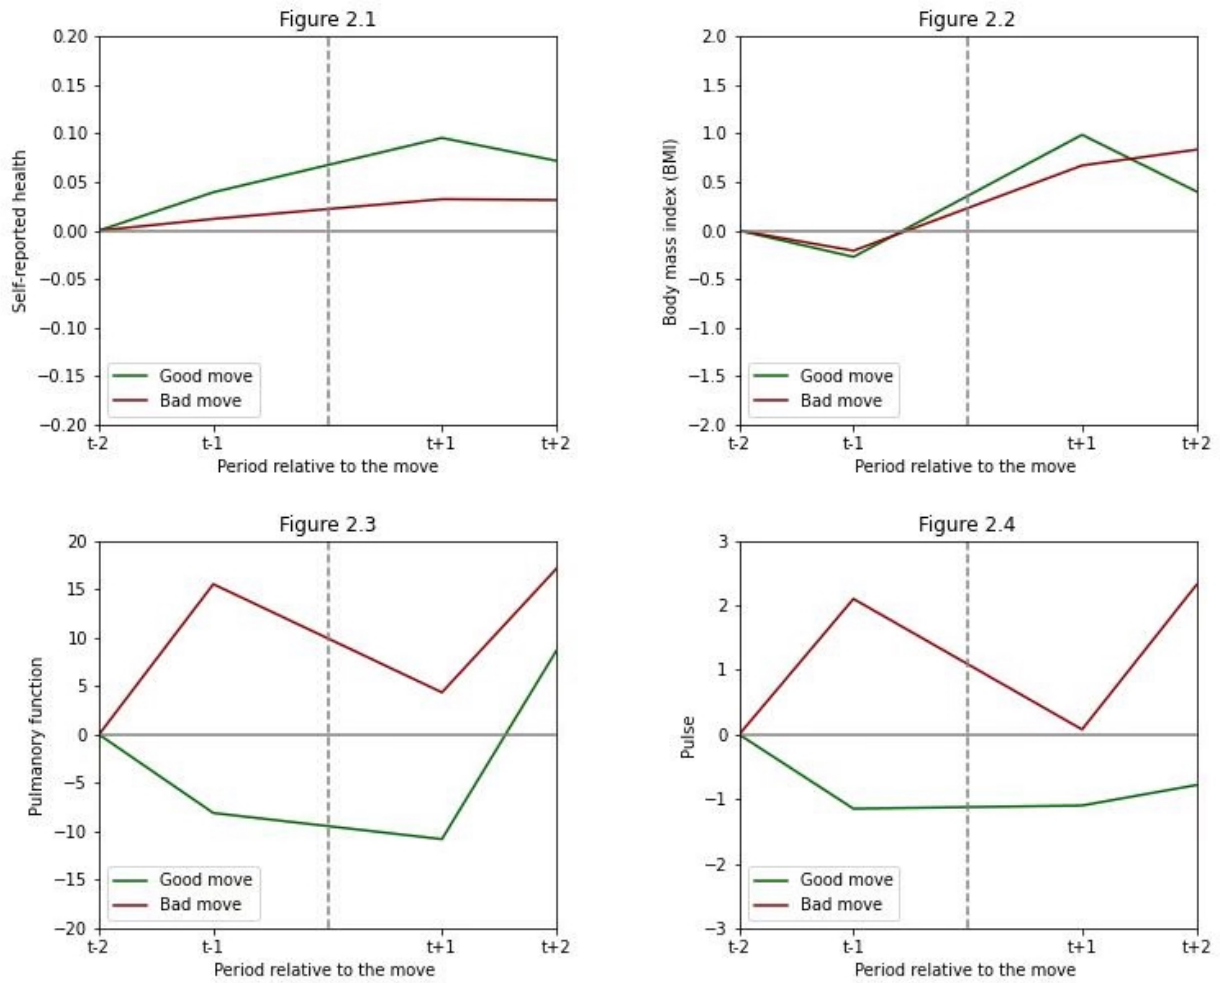 Figure 2.1
0.20
0.15
0.10
0.05
0.00
−0.05
−0.10
−0.15
−0.20
Self-reported health
Good move
Bad move
t-2 t-1 t+1 t+2
Period relative to the move
Figure 2.2
2.0
1.5
1.0
0.5
0.0
−0.5
−1.0
−1.5
−2.0
Body mass index (BMI)
Good move
Bad move
t-2 t-1 t+1 t+2
Period relative to the move
Figure 2.3
20
15
10
5
0
−5
−10
−15
−20
Pulmanory function
Good move
Bad move
t-2 t-1 t+1 t+2
Period relative to the move
Figure 2.4
3
2
1
0
−1
−2
−3
Pulse
Good move
Bad move
t-2 t-1 t+1 t+2
Period relative to the move